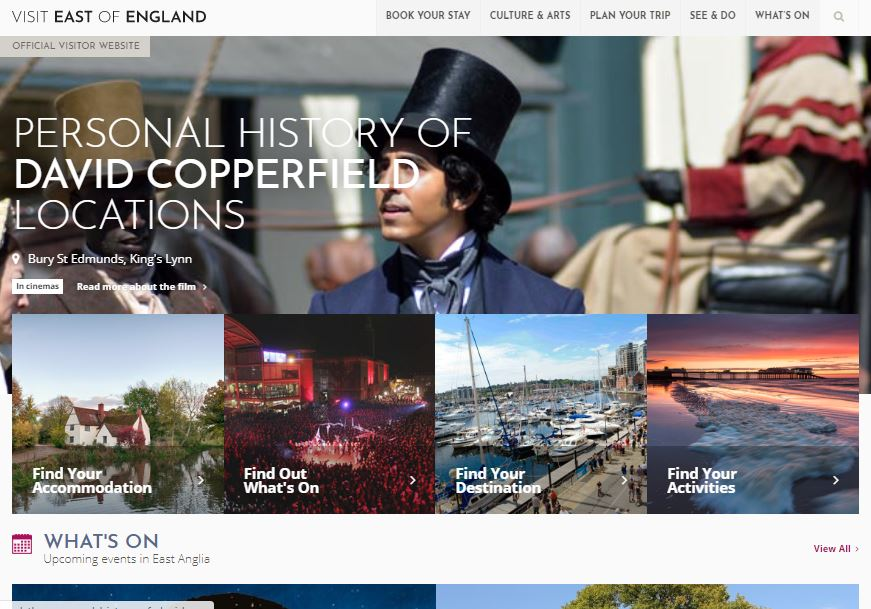 VISIT EAST OF ENGLAND
BOOK YOUR STAY
CULTURE & ARTS
PLAN YOUR TRIP
SEE & DO
WHAT'S ON
OFFICIAL VISITOR WEBSITE
PERSONAL HISTORY OF
DAVID COPPERFIELD
LOCATIONS
Bury St Edmunds, King's Lynn
In cinemas
Read more about the film
Find Your
Accommodation
Find Out
What's On
Find Your
Destination
Find Your
Activities
WHAT'S ON
View All
Upcoming events in East Anglia